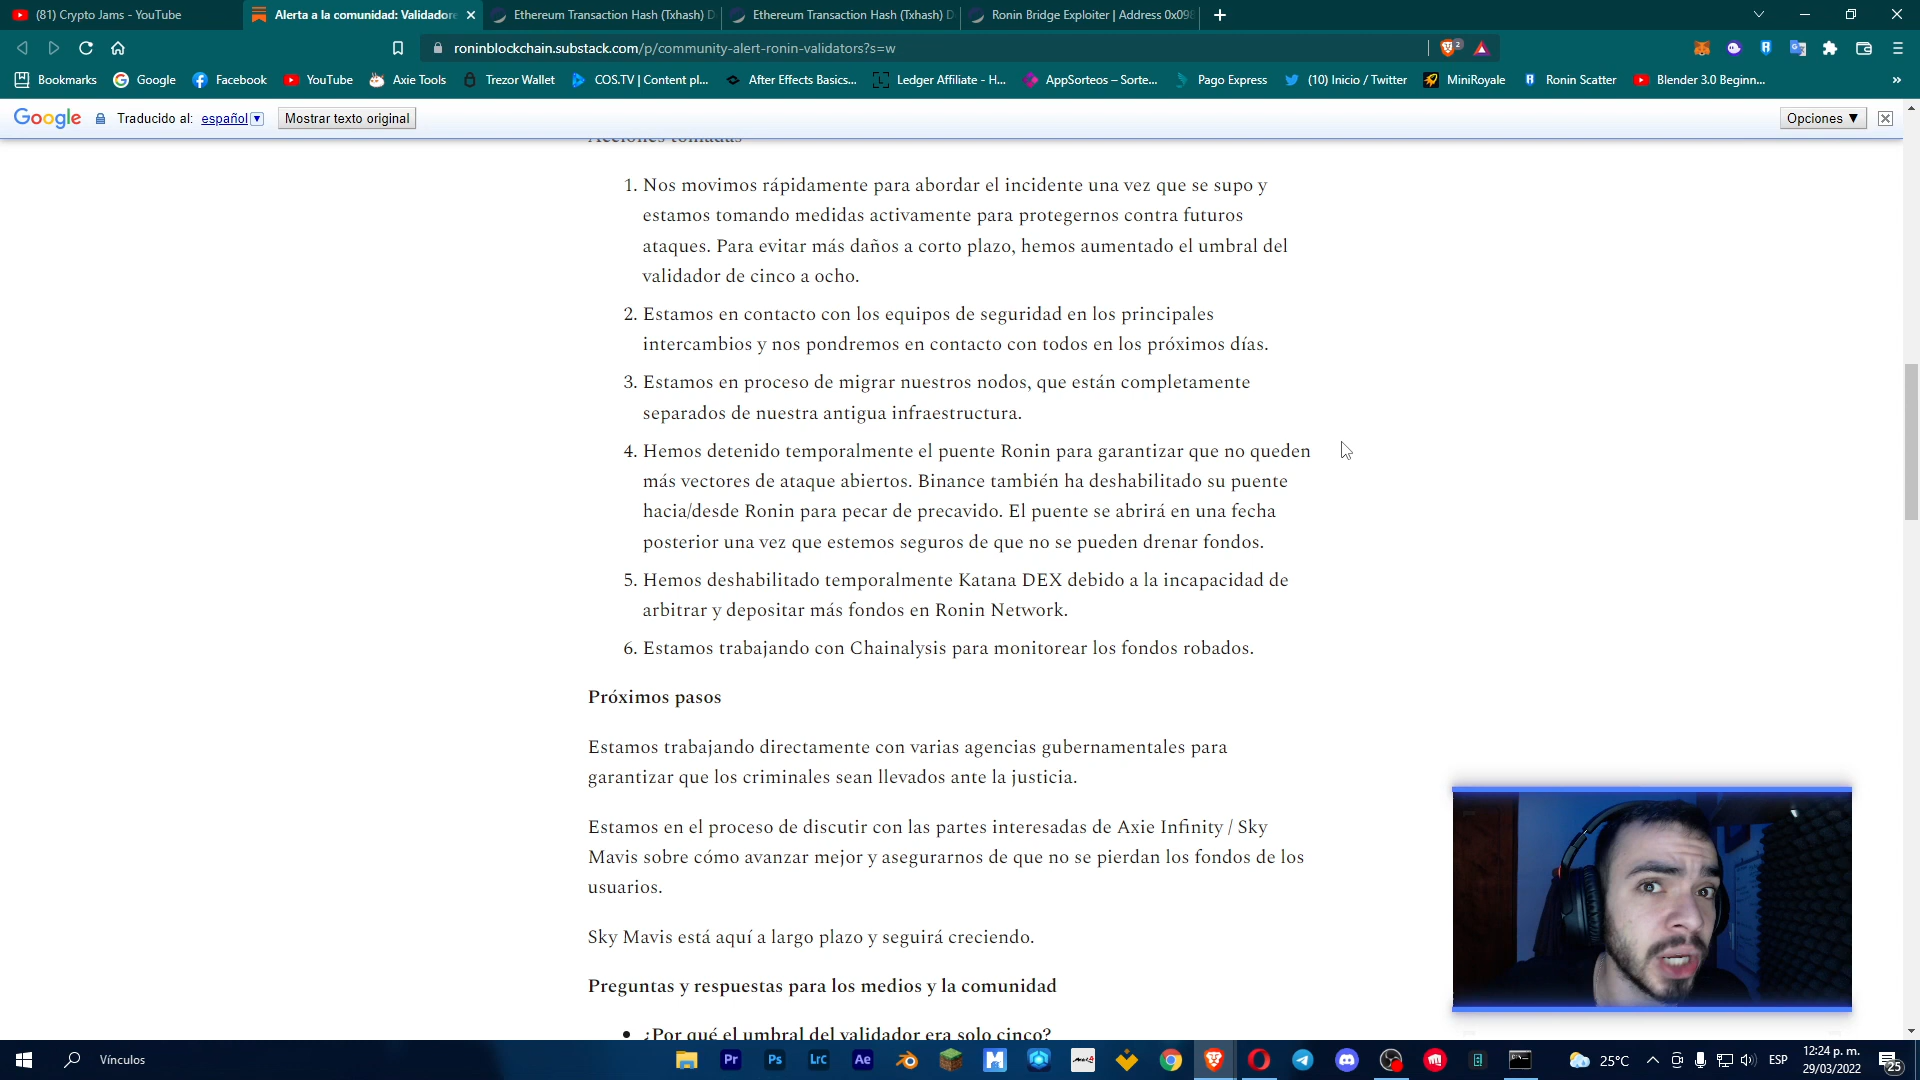 (81) Crypto Jams - YouTube
Alerta a la comunidad: Validadore
Ethereum Transaction Hash (Txhash) D
Ethereum Transaction Hash (Txhash) D
Ronin Bridge Exploiter | Address 0x098
roninblockchain.substack.com/p/community-alert-ronin-validators?s=w
2
Bookmarks
Google
Facebook
YouTube
Axie Tools
Trezor Wallet
COS.TV | Content pl...
After Effects Basics...
Ledger Affiliate - H...
AppSorteos – Sorte...
Pago Express
(10) Inicio / Twitter
MiniRoyale
Ronin Scatter
Blender 3.0 Beginn...
»
Google Traducido al: español Mostrar texto original Opciones ▼
Acciones tomadas
1. Nos movimos rápidamente para abordar el incidente una vez que se supo y
estamos tomando medidas activamente para protegernos contra futuros
ataques. Para evitar más daños a corto plazo, hemos aumentado el umbral del
validador de cinco a ocho.
2. Estamos en contacto con los equipos de seguridad en los principales
intercambios y nos pondremos en contacto con todos en los próximos días.
3. Estamos en proceso de migrar nuestros nodos, que están completamente
separados de nuestra antigua infraestructura.
4. Hemos detenido temporalmente el puente Ronin para garantizar que no queden
más vectores de ataque abiertos. Binance también ha deshabilitado su puente
hacia/desde Ronin para pecar de precavido. El puente se abrirá en una fecha
posterior una vez que estemos seguros de que no se pueden drenar fondos.
5. Hemos deshabilitado temporalmente Katana DEX debido a la incapacidad de
arbitrar y depositar más fondos en Ronin Network.
6. Estamos trabajando con Chainalysis para monitorear los fondos robados.
Próximos pasos
Estamos trabajando directamente con varias agencias gubernamentales para
garantizar que los criminales sean llevados ante la justicia.
Estamos en el proceso de discutir con las partes interesadas de Axie Infinity / Sky
Mavis sobre cómo avanzar mejor y asegurarnos de que no se pierdan los fondos de los
usuarios.
Sky Mavis está aquí a largo plazo y seguirá creciendo.
Preguntas y respuestas para los medios y la comunidad
• ¿Por qué el umbral del validador era solo cinco?
Vínculos
Pr
Ps
Lrc
Ae
25°C
ESP
12:24 p. m.
29/03/2022
25